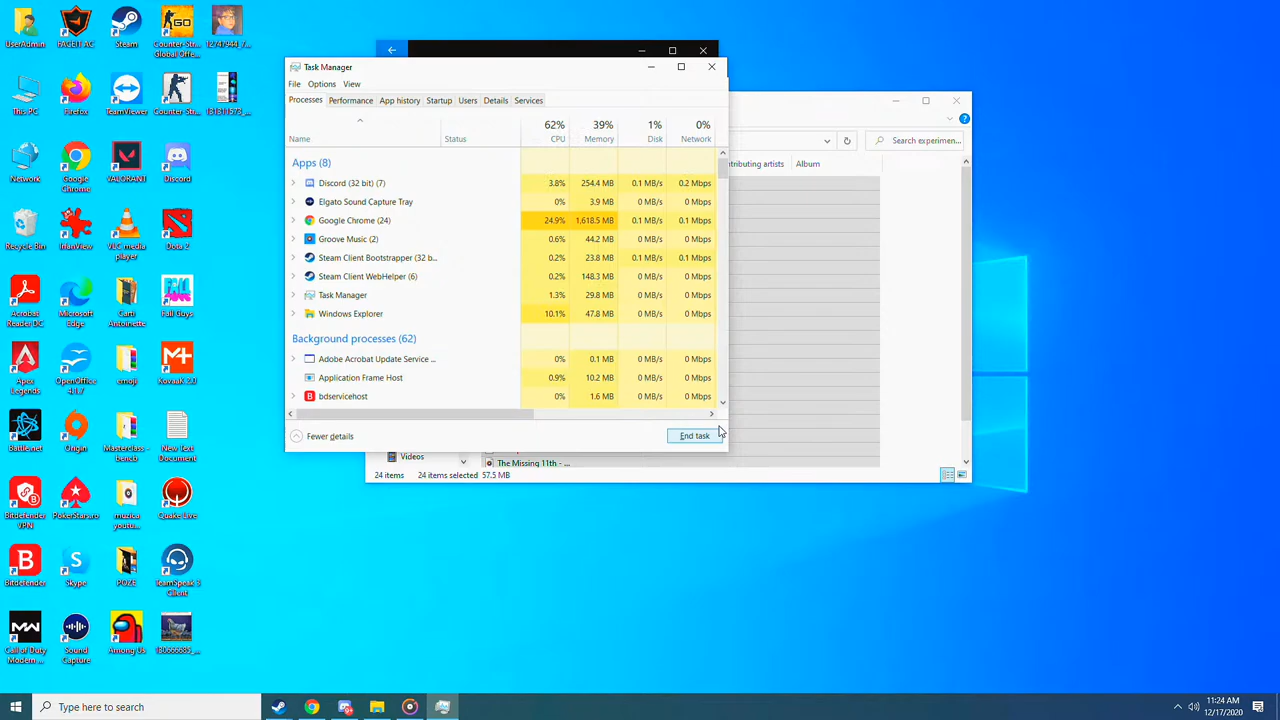 UserAdmin
FACEIT AC
Steam
Counter-Str...
Global Offe...
12747944_7...
This PC
Firefox
TeamViewer
Counter-Str...
131311573_...
Network
Google
Chrome
VALORANT
Discord
Recycle Bin
IrfanView
VLC media
player
Dota 2
Acrobat
Reader DC
Microsoft
Edge
Carti
Antoinette
Fall Guys
Apex
Legends
OpenOffice
4.1.7
emoji
KovaaK 2.0
Battle.net
Origin
Masterclass -
trencb
New Text
Document
Bitdefender
VPN
PokerStars.ro
muzica
youtu...
Quake Live
Bitdefender
Skype
POZE
TeamSpeak 3
Client
Call of Duty
Modern ...
Sound
Capture
Among Us
130666685_...
Task Manager
File Options View
Processes Performance App history Startup Users Details Services
62% 39% 1% 0%
Name Status CPU Memory Disk Network
Apps (8)
Discord (32 bit) (7) 3.8% 254.4 MB 0.1 MB/s 0.2 Mbps
Elgato Sound Capture Tray 0% 3.9 MB 0 MB/s 0 Mbps
Google Chrome (24) 24.9% 1,618.5 MB 0.1 MB/s 0.1 Mbps
Groove Music (2) 0.6% 44.2 MB 0 MB/s 0 Mbps
Steam Client Bootstrapper (32 b... 0.2% 23.8 MB 0.1 MB/s 0.1 Mbps
Steam Client WebHelper (6) 0.2% 148.3 MB 0 MB/s 0 Mbps
Task Manager 1.3% 29.8 MB 0 MB/s 0 Mbps
Windows Explorer 10.1% 47.8 MB 0 MB/s 0 Mbps
Background processes (62)
Adobe Acrobat Update Service ... 0% 0.1 MB 0 MB/s 0 Mbps
Application Frame Host 0.9% 10.2 MB 0 MB/s 0 Mbps
bdservicehost 0% 1.6 MB 0 MB/s 0 Mbps
Fewer details
End task
Search experimen...
tributing artists Album
Videos
The Missing 11th - ...
24 items 24 items selected 57.5 MB
Type here to search
11:24 AM
12/17/2020